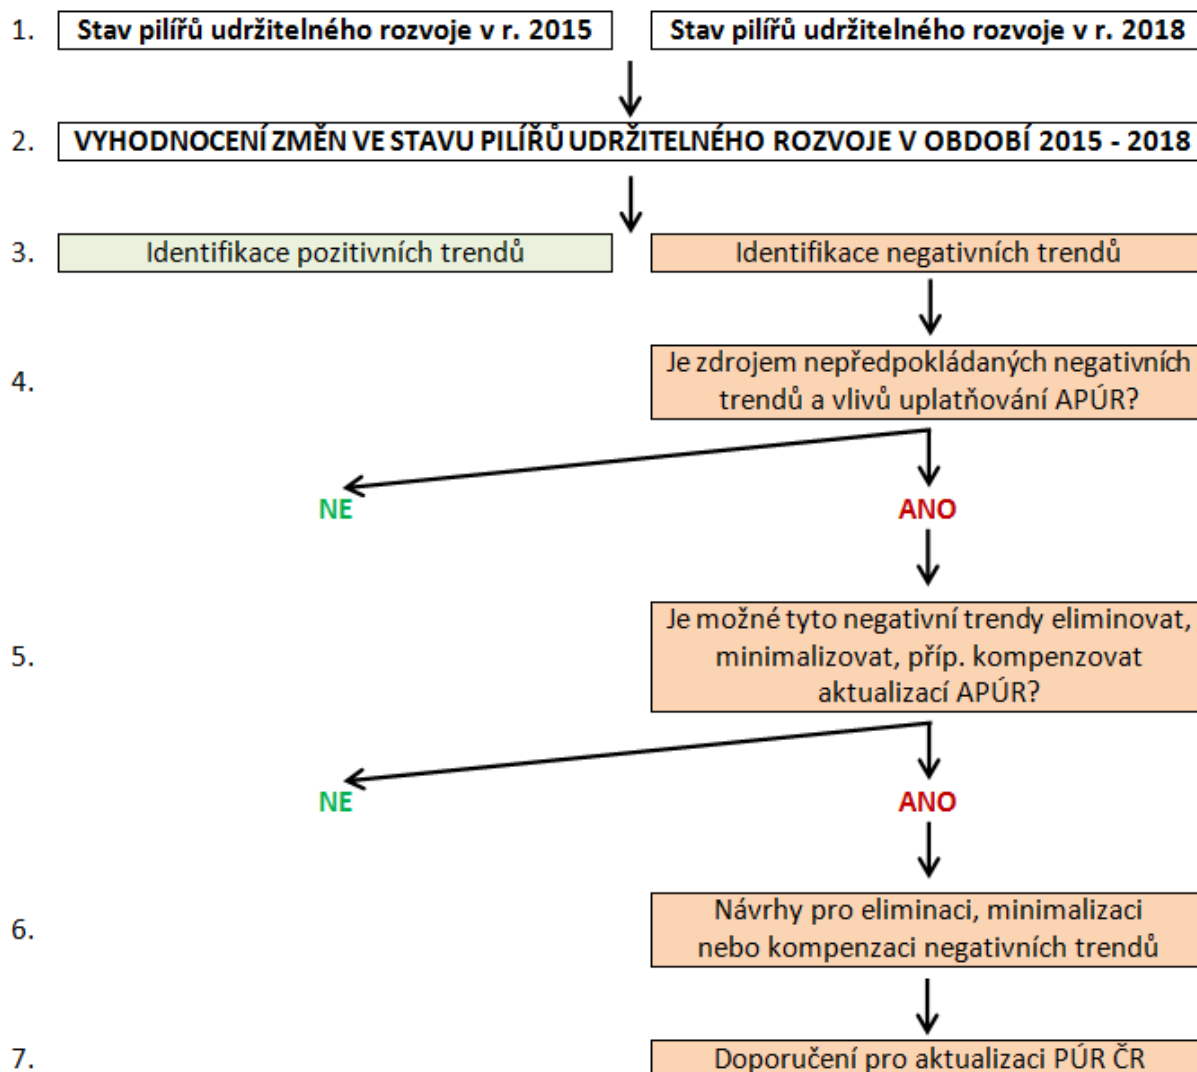 1. Stav pilířů udržitelného rozvoje v r. 2015 Stav pilířů udržitelného rozvoje v r. 2018
2. VYHODNOCENÍ ZMĚN VE STAVU PILÍŘŮ UDRŽITELNÉHO ROZVOJE V OBDOBÍ 2015 - 2018
3. Identifikace pozitivních trendů Identifikace negativních trendů
4. Je zdrojem nepředpokládaných negativních
trendů a vlivů uplatňování APÚR?
NE ANO
5. Je možné tyto negativní trendy eliminovat,
minimalizovat, příp. kompenzovat
aktualizací APÚR?
NE ANO
6. Návrhy pro eliminaci, minimalizaci
nebo kompenzaci negativních trendů
7. Doporučení pro aktualizaci PÚR ČR